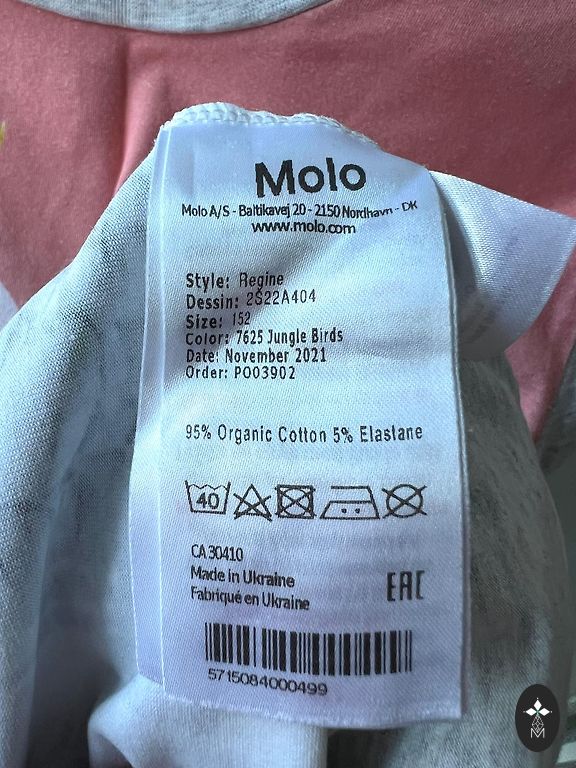 Molo
Molo A/S - Baltikavej 20 - 2150 Nordhavn - DK
www.molo.com
Style: Regine
Dessin: 2S22A404
Size: 152
Color: 7625 Jungle Birds
Date: November 2021
Order: PO03902
95% Organic Cotton 5% Elastane
40
CA 30410
Made in Ukraine
Fabriqué en Ukraine
EAC
5715084000499
M